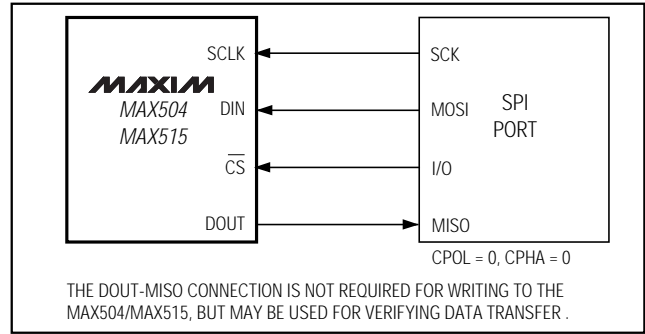 SCLK SCK
MAXIM
MAX504 DIN MOSI SPI
MAX515 PORT
CS I/O
DOUT MISO
CPOL = 0, CPHA = 0
THE DOUT-MISO CONNECTION IS NOT REQUIRED FOR WRITING TO THE
MAX504/MAX515, BUT MAY BE USED FOR VERIFYING DATA TRANSFER .